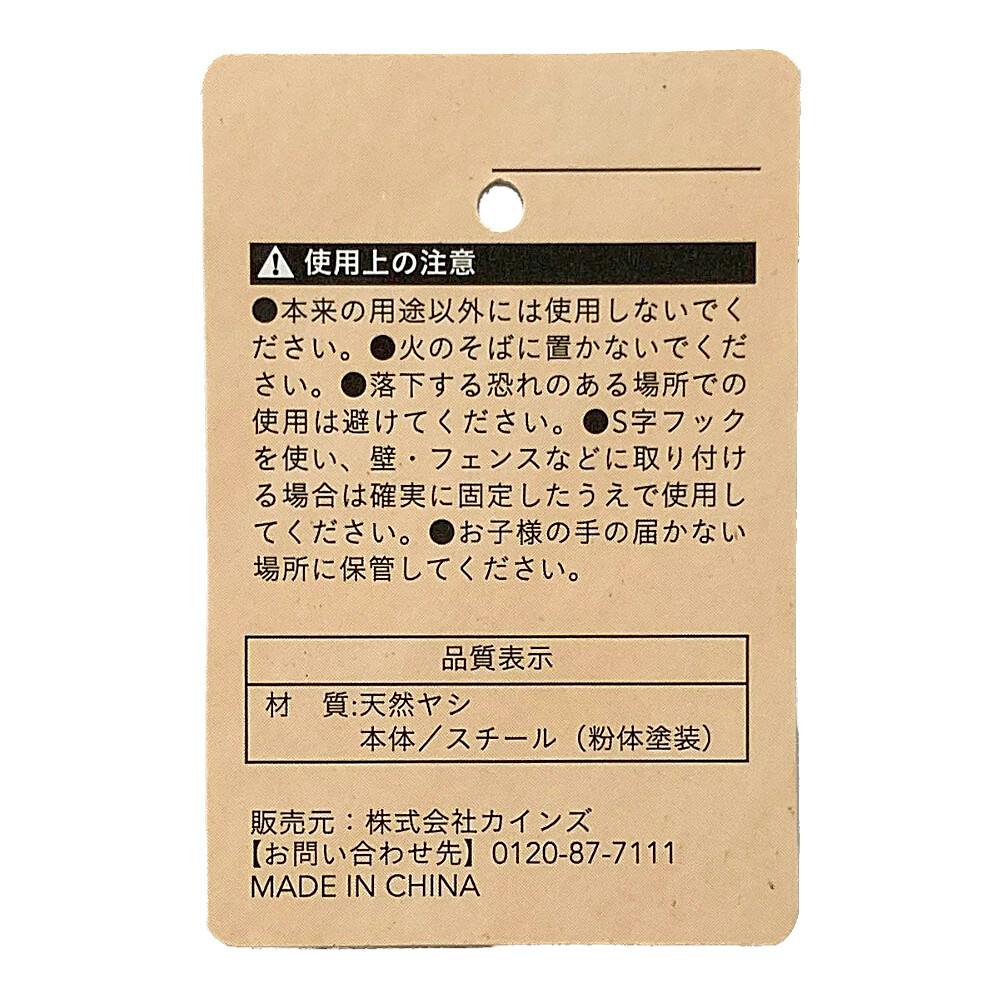 ⚠使用上の注意
●本来の用途以外には使用しないでく
ださい。●火のそばに置かないでくだ
さい。●落下する恐れのある場所での
使用は避けてください。●S字フック
を使い、壁・フェンスなどに取り付け
る場合は確実に固定したうえで使用し
てください。●お子様の手の届かない
場所に保管してください。
品質表示
材　質:天然ヤシ
本体／スチール（粉体塗装）
販売元：株式会社カインズ
【お問い合わせ先】0120-87-7111
MADE IN CHINA